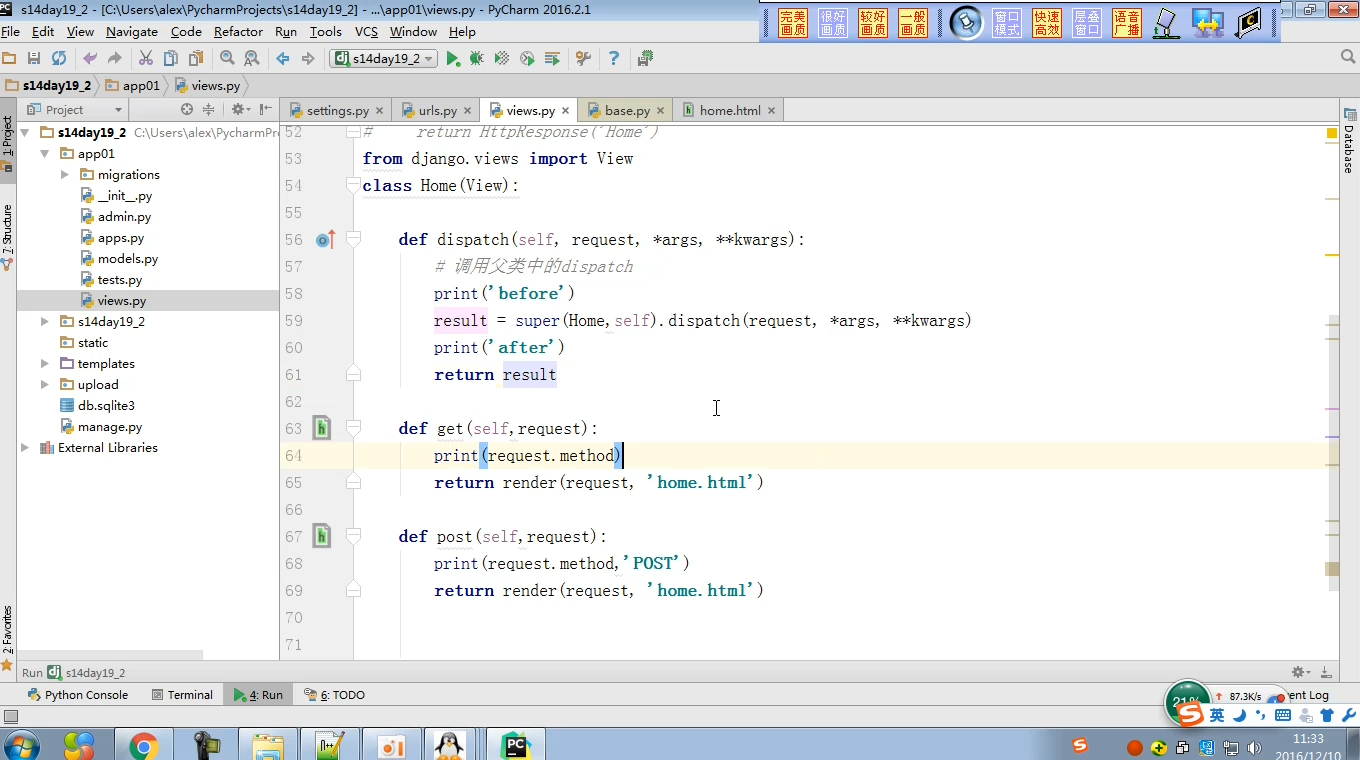 s14day19_2 - [C:\Users\alex\PycharmProjects\s14day19_2] - ...\app01\views.py - PyCharm 2016.2.1
完美画质 很好画质 较好画质 一般画质 窗口模式 快速高效 层叠窗口 语音广播
File Edit View Navigate Code Refactor Run Tools VCS Window Help
s14day19_2
s14day19_2 app01 views.py
Project
settings.py urls.py views.py base.py home.html
1: Project
7: Structure
2: Favorites
Database
s14day19_2 C:\Users\alex\PycharmPr
app01
migrations
__init__.py
admin.py
apps.py
models.py
tests.py
views.py
s14day19_2
static
templates
upload
db.sqlite3
manage.py
External Libraries
52 # return HttpResponse('Home')
53 from django.views import View
54 class Home(View):
55
56 def dispatch(self, request, *args, **kwargs):
57 # 调用父类中的dispatch
58 print('before')
59 result = super(Home,self).dispatch(request, *args, **kwargs)
60 print('after')
61 return result
62
63 def get(self,request):
64 print(request.method)
65 return render(request, 'home.html')
66
67 def post(self,request):
68 print(request.method,'POST')
69 return render(request, 'home.html')
70
71
Run s14day19_2
Python Console Terminal 4: Run 6: TODO
21% 87.3K/s ent Log
英
11:33
2016/12/10